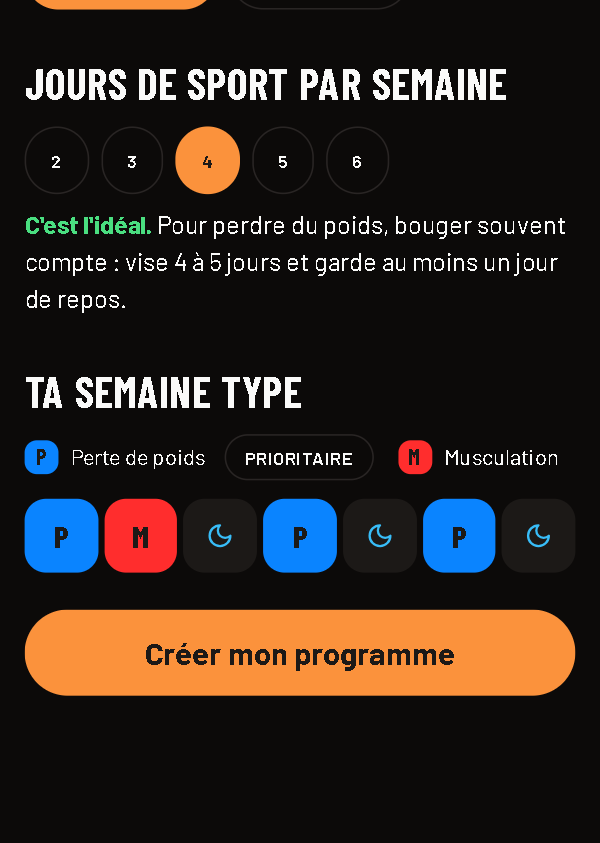 JOURS DE SPORT PAR SEMAINE
2 3 4 5 6
C'est l'idéal. Pour perdre du poids, bouger souvent
compte : vise 4 à 5 jours et garde au moins un jour
de repos.
TA SEMAINE TYPE
P Perte de poids PRIORITAIRE M Musculation
P M P P
Créer mon programme